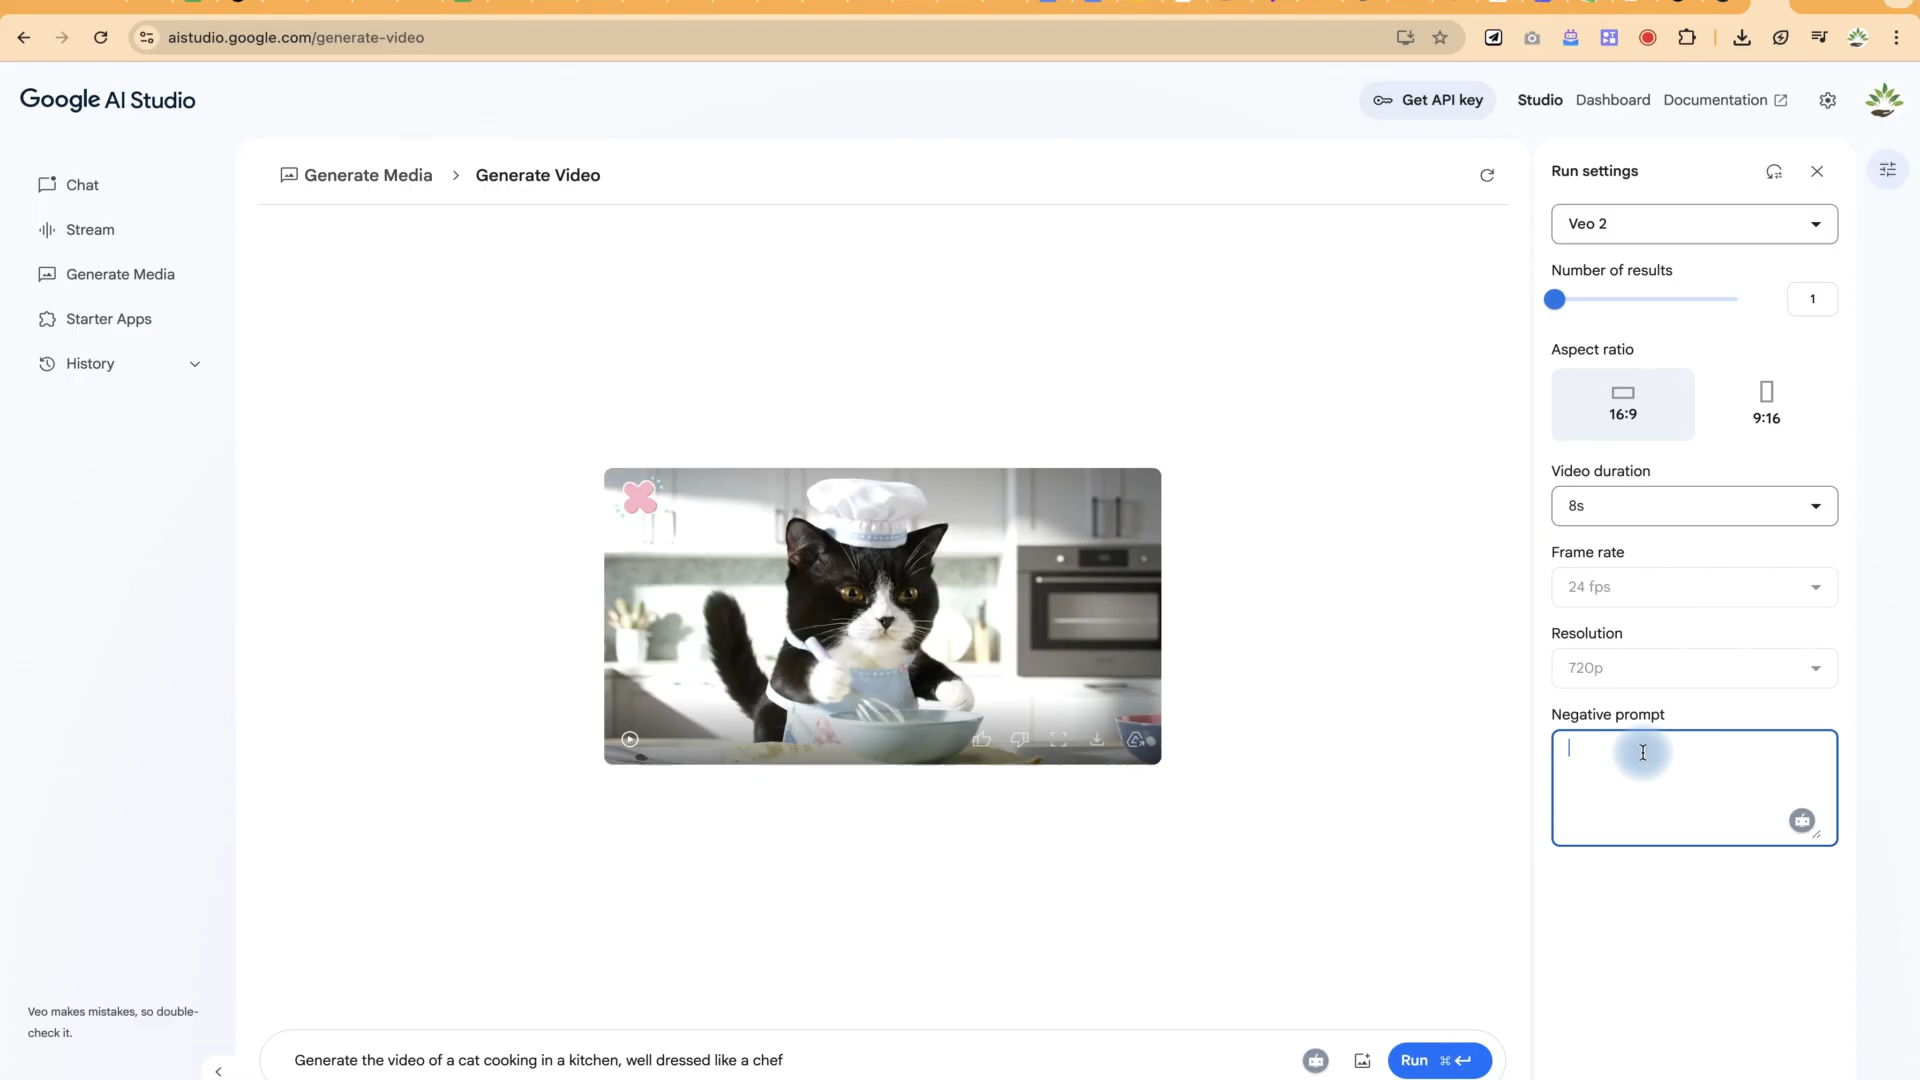 aistudio.google.com/generate-video
Google AI Studio
Get API key
Studio
Dashboard
Documentation
Chat
Stream
Generate Media
Starter Apps
History
Generate Media > Generate Video
Run settings
Veo 2
Number of results
1
Aspect ratio
16:9
9:16
Video duration
8s
Frame rate
24 fps
Resolution
720p
Negative prompt
Veo makes mistakes, so double-
check it.
Generate the video of a cat cooking in a kitchen, well dressed like a chef
Run ⌘ ↵